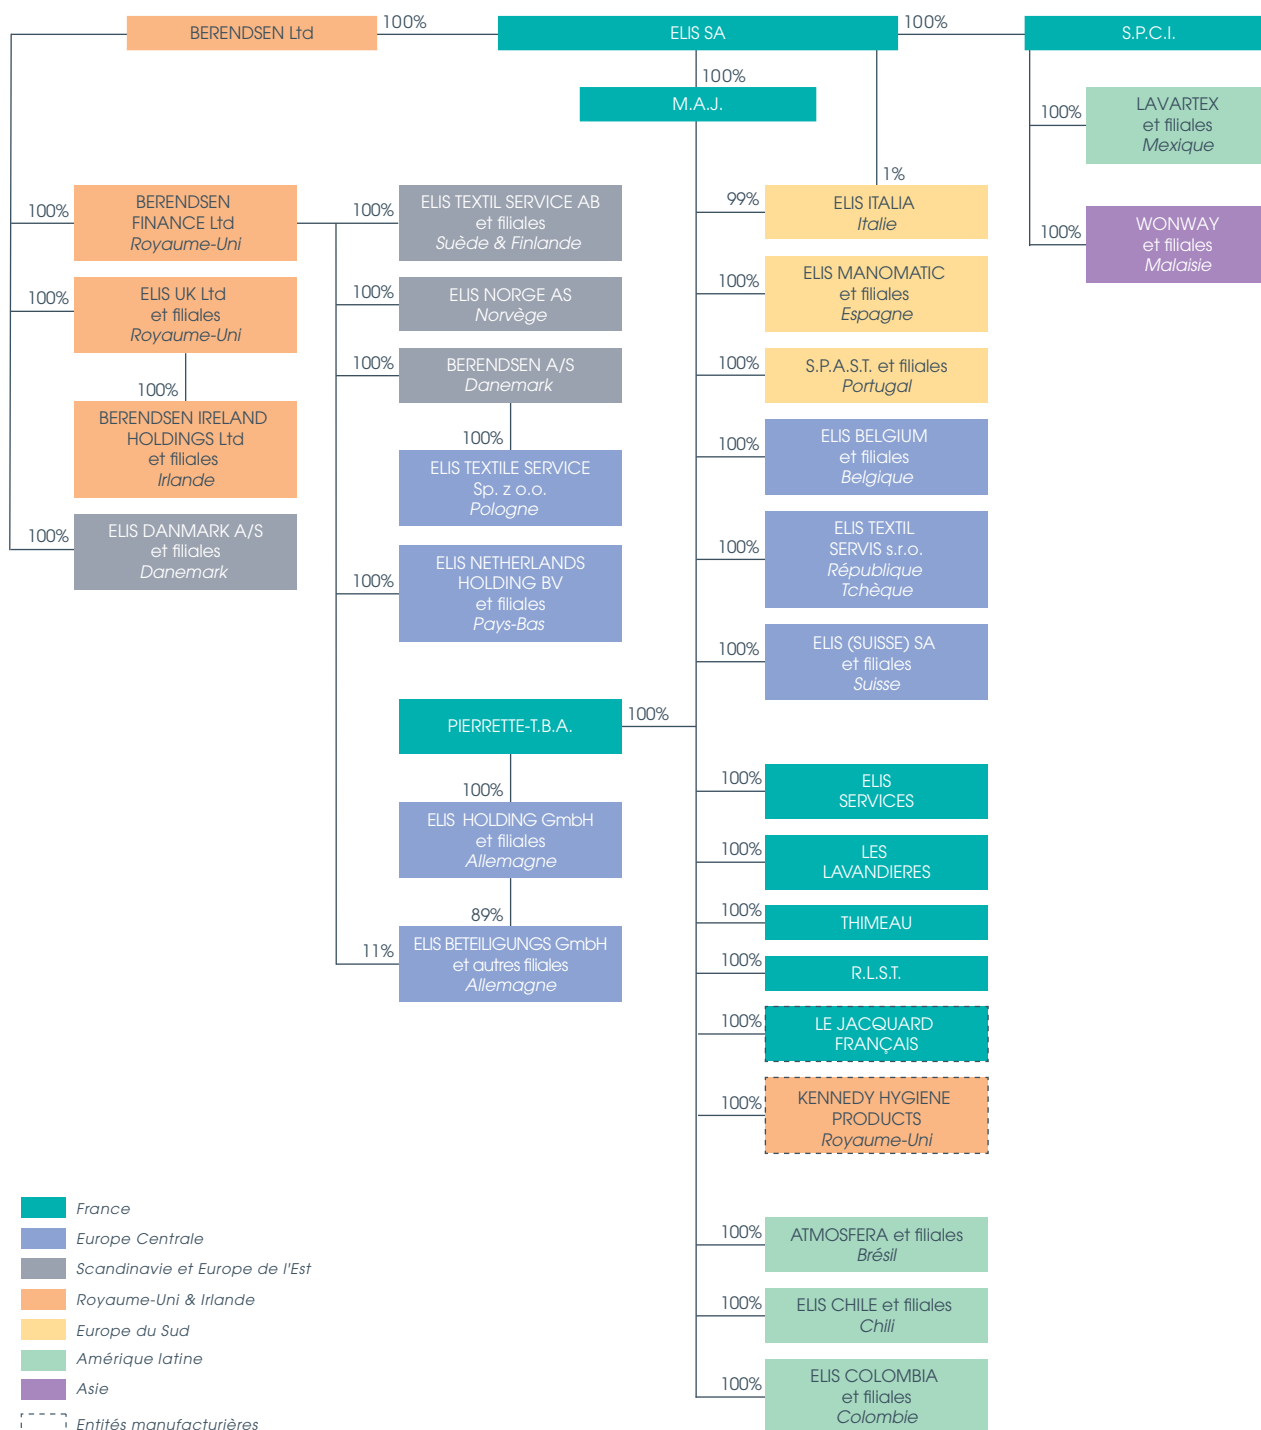 BERENDSEN Ltd
100%
ELIS SA
100%
S.P.C.I.
100%
M.A.J.
100%
LAVARTEX
et filiales
Mexique
100%
WONWAY
et filiales
Malaisie
100%
BERENDSEN
FINANCE Ltd
Royaume-Uni
100%
ELIS UK Ltd
et filiales
Royaume-Uni
100%
BERENDSEN IRELAND
HOLDINGS Ltd
et filiales
Irlande
100%
ELIS DANMARK A/S
et filiales
Danemark
100%
ELIS TEXTIL SERVICE AB
et filiales
Suède & Finlande
100%
ELIS NORGE AS
Norvège
100%
BERENDSEN A/S
Danemark
100%
ELIS TEXTILE SERVICE
Sp. z o.o.
Pologne
100%
ELIS NETHERLANDS
HOLDING BV
et filiales
Pays-Bas
PIERRETTE-T.B.A.
100%
100%
ELIS HOLDING GmbH
et filiales
Allemagne
89%
11%
ELIS BETEILIGUNGS GmbH
et autres filiales
Allemagne
1%
99%
ELIS ITALIA
Italie
100%
ELIS MANOMATIC
et filiales
Espagne
100%
S.P.A.S.T. et filiales
Portugal
100%
ELIS BELGIUM
et filiales
Belgique
100%
ELIS TEXTIL
SERVIS s.r.o.
République
Tchèque
100%
ELIS (SUISSE) SA
et filiales
Suisse
100%
ELIS
SERVICES
100%
LES
LAVANDIERES
100%
THIMEAU
100%
R.L.S.T.
100%
LE JACQUARD
FRANÇAIS
100%
KENNEDY HYGIENE
PRODUCTS
Royaume-Uni
100%
ATMOSFERA et filiales
Brésil
100%
ELIS CHILE et filiales
Chili
100%
ELIS COLOMBIA
et filiales
Colombie
France
Europe Centrale
Scandinavie et Europe de l'Est
Royaume-Uni & Irlande
Europe du Sud
Amérique latine
Asie
Entités manufacturières